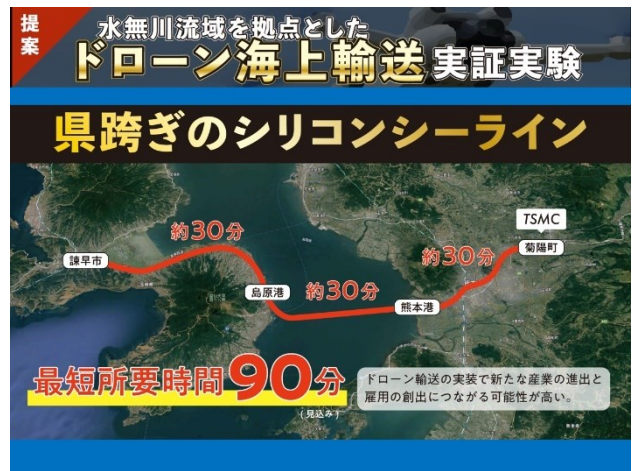 提案
水無川流域を拠点とした
ドローン海上輸送 実証実験
県跨ぎのシリコンシーライン
TSMC
菊陽町
約30分
約30分
諫早市
島原港
約30分
熊本港
最短所要時間90分
(見込み)
ドローン輸送の実装で新たな産業の進出と
雇用の創出につながる可能性が高い。